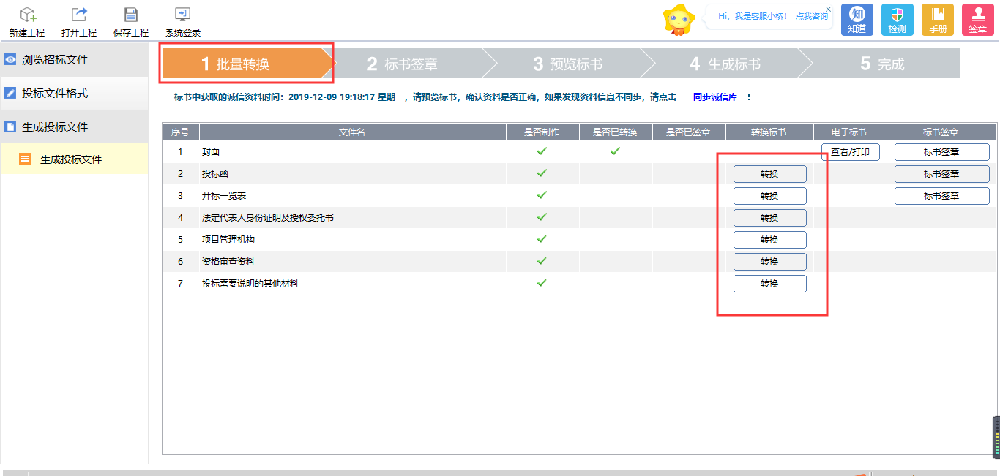 新建工程 打开工程 保存工程 系统登录
Hi，我是客服小桥！ 点我咨询
知 知道 检测 手册 签章
浏览招标文件
投标文件格式
生成投标文件
生成投标文件
1 批量转换 2 标书签章 3 预览标书 4 生成标书 5 完成
标书中获取的诚信资料时间：2019-12-09 19:18:17 星期一，请预览标书，确认资料是否正确，如果发现资料信息不同步，请点击 同步诚信库 ！
序号 文件名 是否制作 是否已转换 是否已签章 转换标书 电子标书 标书签章
1 封面 查看/打印 标书签章
2 投标函 转换 标书签章
3 开标一览表 转换 标书签章
4 法定代表人身份证明及授权委托书 转换
5 项目管理机构 转换
6 资格审查资料 转换
7 投标需要说明的其他材料 转换